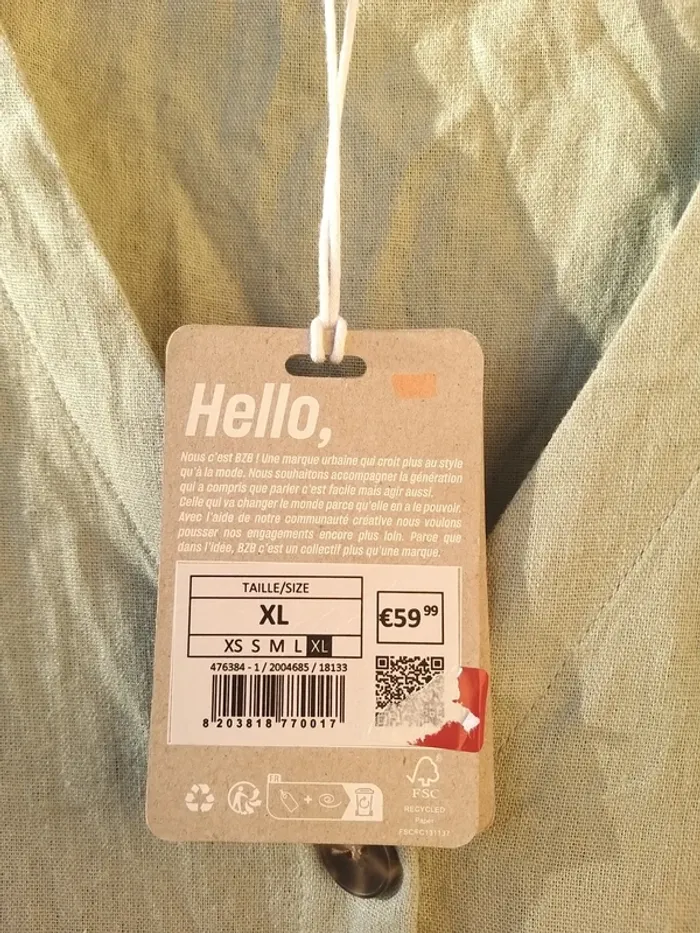 Hello,
Nous c'est BZB ! Une marque urbaine qui croit plus au style
qu'à la mode. Nous souhaitons accompagner la génération
qui a compris que parler c'est facile mais agir aussi.
Celle qui va changer le monde parce qu'elle en a le pouvoir.
Avec l'aide de notre communauté créative nous voulons
pousser nos engagements encore plus loin. Parce que
dans l'idée, BZB c'est un collectif plus qu'une marque.
TAILLE/SIZE
XL
€59 99
XS S M L XL
476384 - 1 / 2004685 / 18133
8 203818 770017
FR
FSC
RECYCLED
Paper